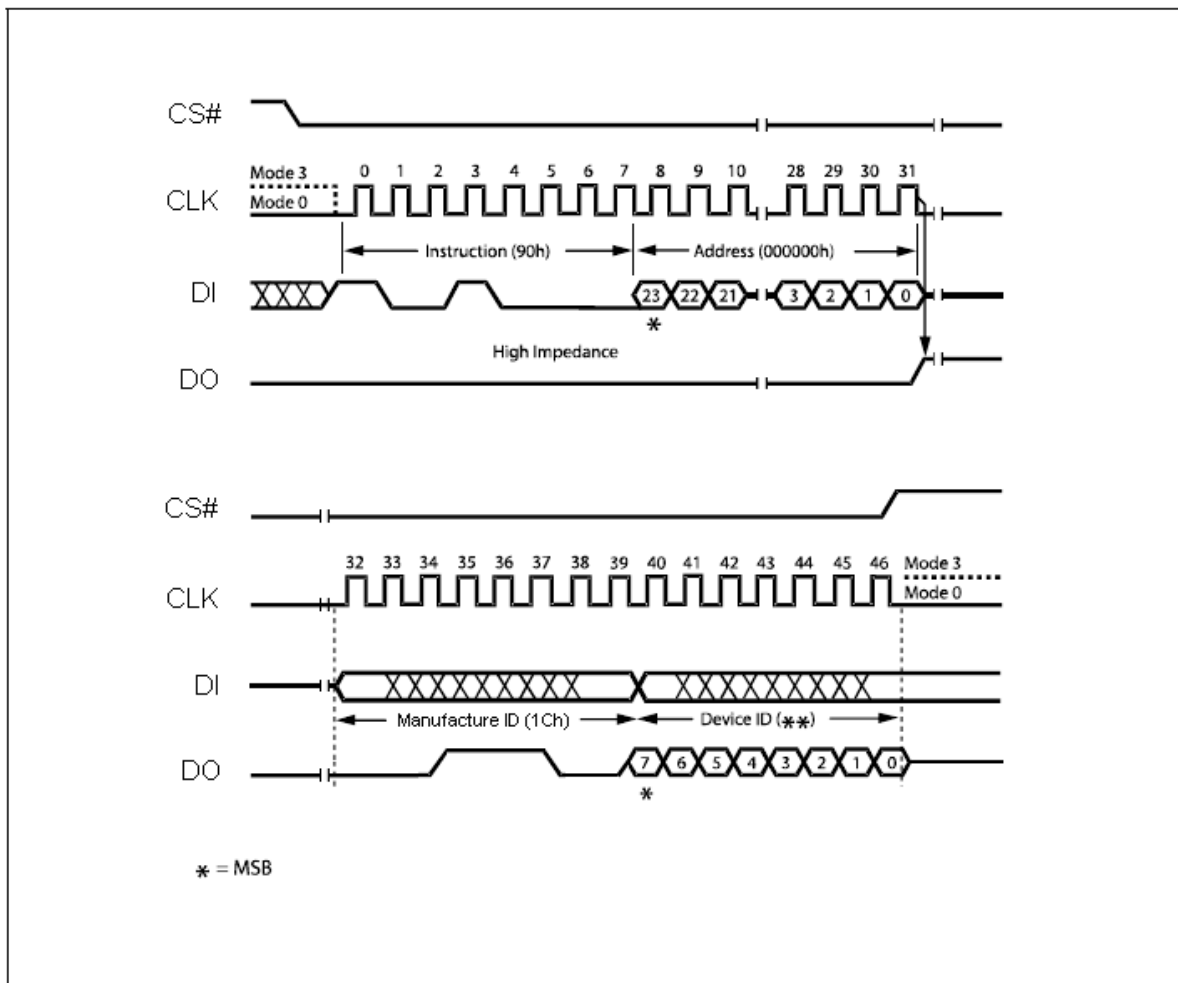 CS#
Mode 3
0 1 2 3 4 5 6 7 8 9 10 28 29 30 31
CLK
Mode 0
Instruction (90h) Address (000000h)
DI 23 22 21 3 2 1 0
*
High Impedance
DO
CS#
32 33 34 35 36 37 38 39 40 41 42 43 44 45 46 Mode 3
CLK Mode 0
DI
Manufacture ID (1Ch) Device ID (**)
DO 7 6 5 4 3 2 1 0
*
* = MSB